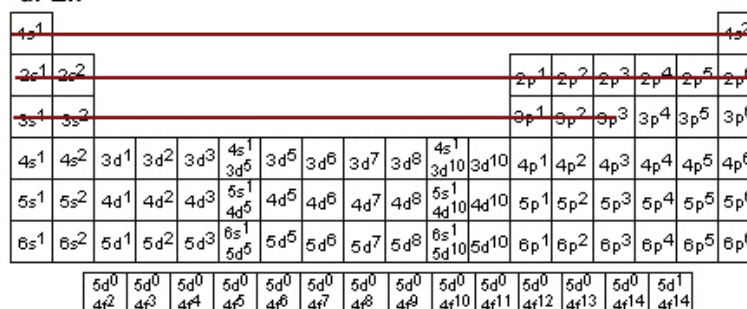 4s1 4s2
2s1 2s2 2p1 2p2 2p3 2p4 2p5 2p6
3s1 3s2 3p1 3p2 3p3 3p4 3p5 3p6
4s1 4s2 3d1 3d2 3d3 4s1 3d5 3d5 3d6 3d7 3d8 4s1 3d10 3d10 4p1 4p2 4p3 4p4 4p5 4p6
5s1 5s2 4d1 4d2 4d3 5s1 4d5 4d5 4d6 4d7 4d8 5s1 4d10 4d10 5p1 5p2 5p3 5p4 5p5 5p6
6s1 6s2 5d1 5d2 5d3 6s1 5d5 5d5 5d6 5d7 5d8 6s1 5d10 5d10 6p1 6p2 6p3 6p4 6p5 6p6
5d0 5d0 5d0 5d0 5d0 5d0 5d0 5d0 5d0 5d0 5d0 5d0 5d0 5d1
4f2 4f3 4f4 4f5 4f6 4f7 4f8 4f9 4f10 4f11 4f12 4f13 4f14 4f14